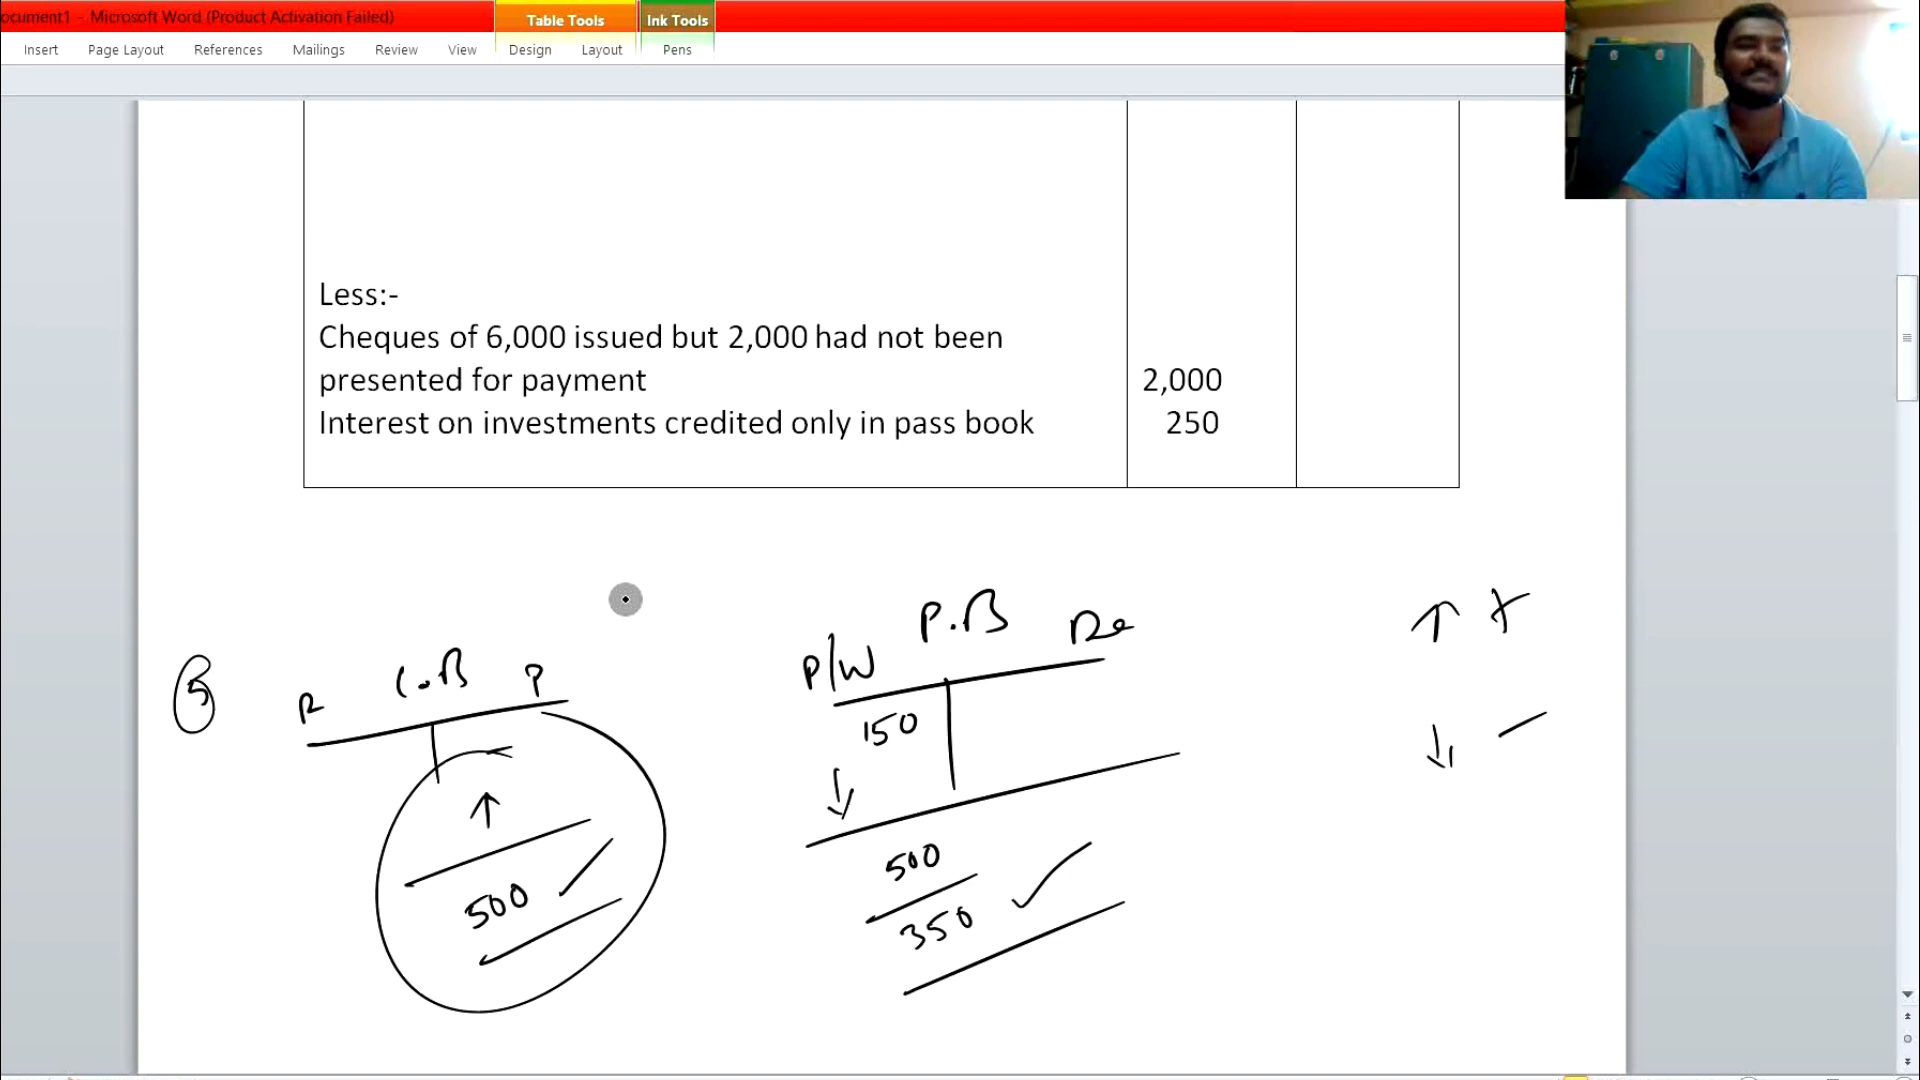 ocument1 - Microsoft Word (Product Activation Failed)
Table Tools
Ink Tools
Insert Page Layout References Mailings Review View Design Layout Pens
Less:-
Cheques of 6,000 issued but 2,000 had not been
presented for payment 2,000
Interest on investments credited only in pass book 250
5
R C.B P
P/W P.B De
150
500
500
350
+
-